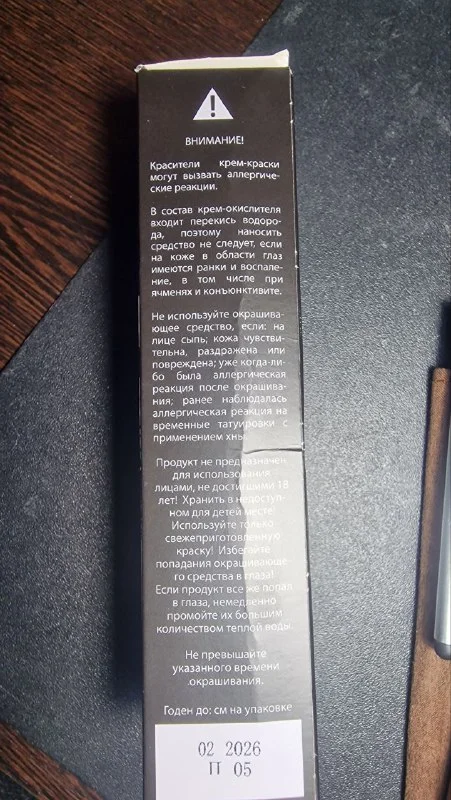 ВНИМАНИЕ!
Красители крем-краски
могут вызвать аллергиче-
ские реакции.
В состав крем-окислителя
входит перекись водоро-
да, поэтому наносить
средство не следует, если
на коже в области глаз
имеются ранки и воспале-
ние, в том числе при
ячменях и конъюнктивите.
Не используйте окрашива-
ющее средство, если: на
лице сыпь; кожа чувстви-
тельна, раздражена или
повреждена; уже когда-ли-
бо была аллергическая
реакция после окрашива-
ния; ранее наблюдалась
аллергическая реакция на
временные татуировки с
применением хны.
Продукт не предназначен
для использования
лицами, не достигшими 18
лет! Хранить в недоступ-
ном для детей месте!
Используйте только
свежеприготовленную
краску! Избегайте
попадания окрашивающе-
го средства в глаза!
Если продукт все же попал
в глаза, немедленно
промойте их большим
количеством теплой воды.
Не превышайте
указанного времени
окрашивания.
Годен до: см на упаковке
02 2026
П 05